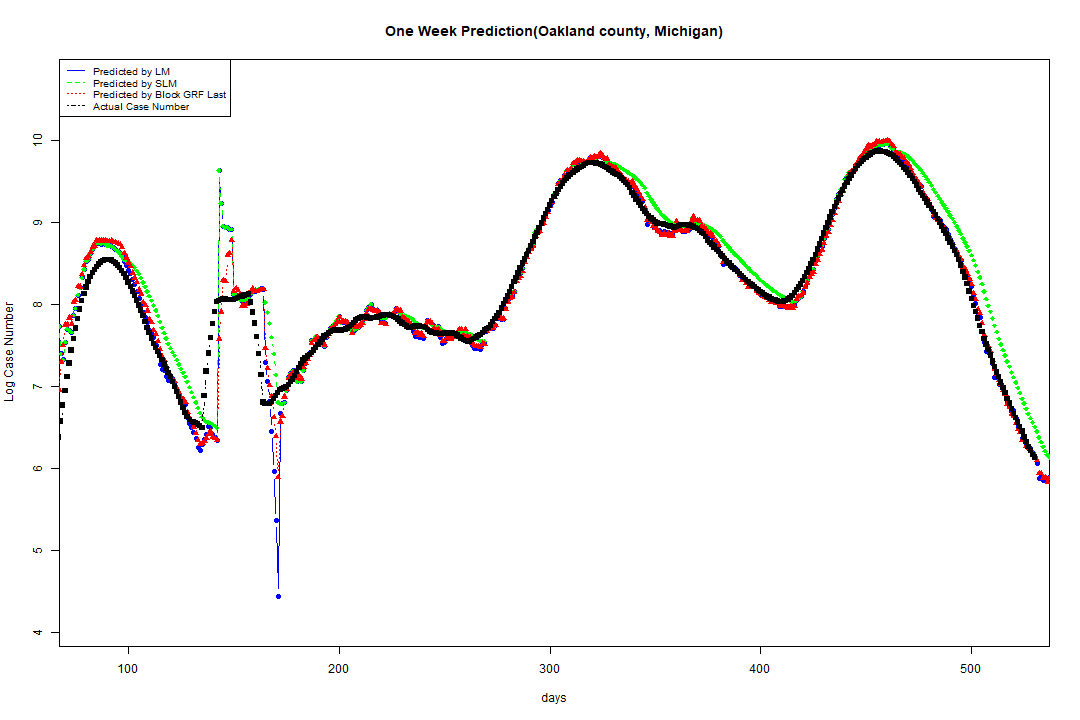 One Week Prediction(Oakland county, Michigan)
Predicted by LM
Predicted by SLM
Predicted by Block GRF Last
Actual Case Number
Log Case Number
10
9
8
7
6
5
4
100
200
300
400
500
days